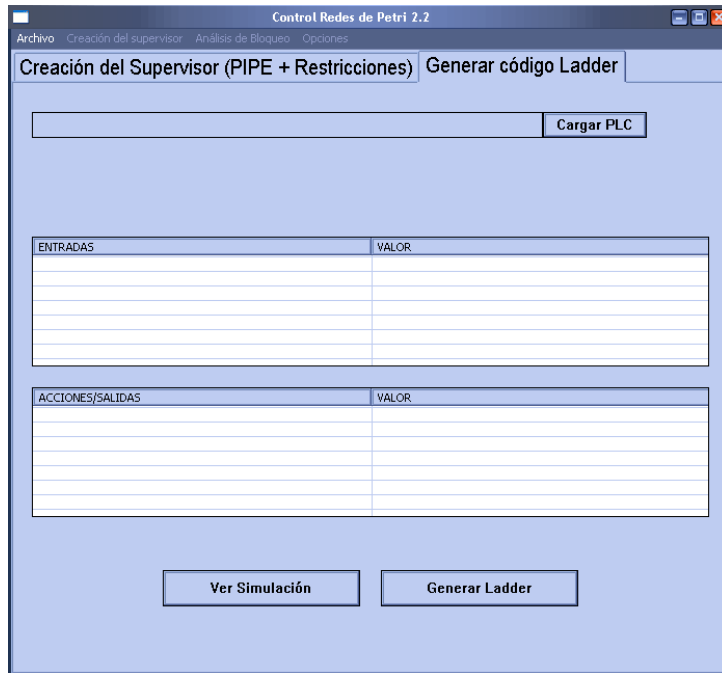 Control Redes de Petri 2.2
Archivo Creación del supervisor Análisis de Bloqueo Opciones
Creación del Supervisor (PIPE + Restricciones) Generar código Ladder
Cargar PLC
ENTRADAS VALOR
ACCIONES/SALIDAS VALOR
Ver Simulación Generar Ladder